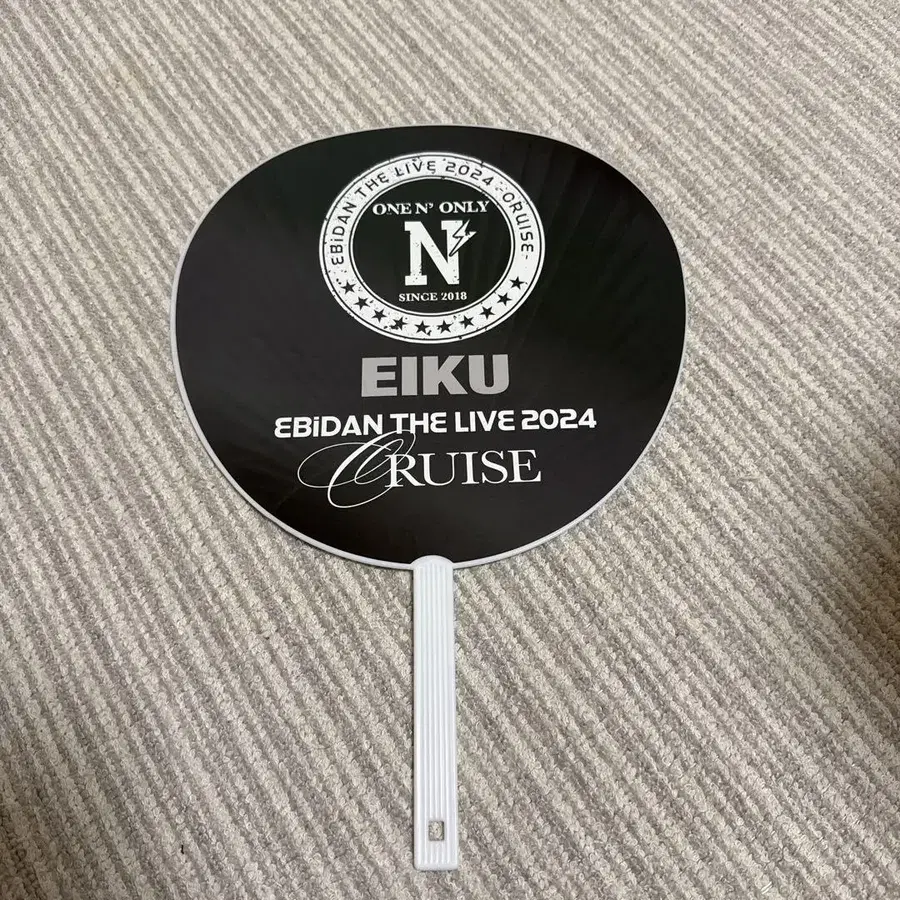 EBiDAN THE LIVE 2024 -CRUISE-
ONE N' ONLY
N
SINCE 2018
EIKU
EBiDAN THE LIVE 2024
CRUISE